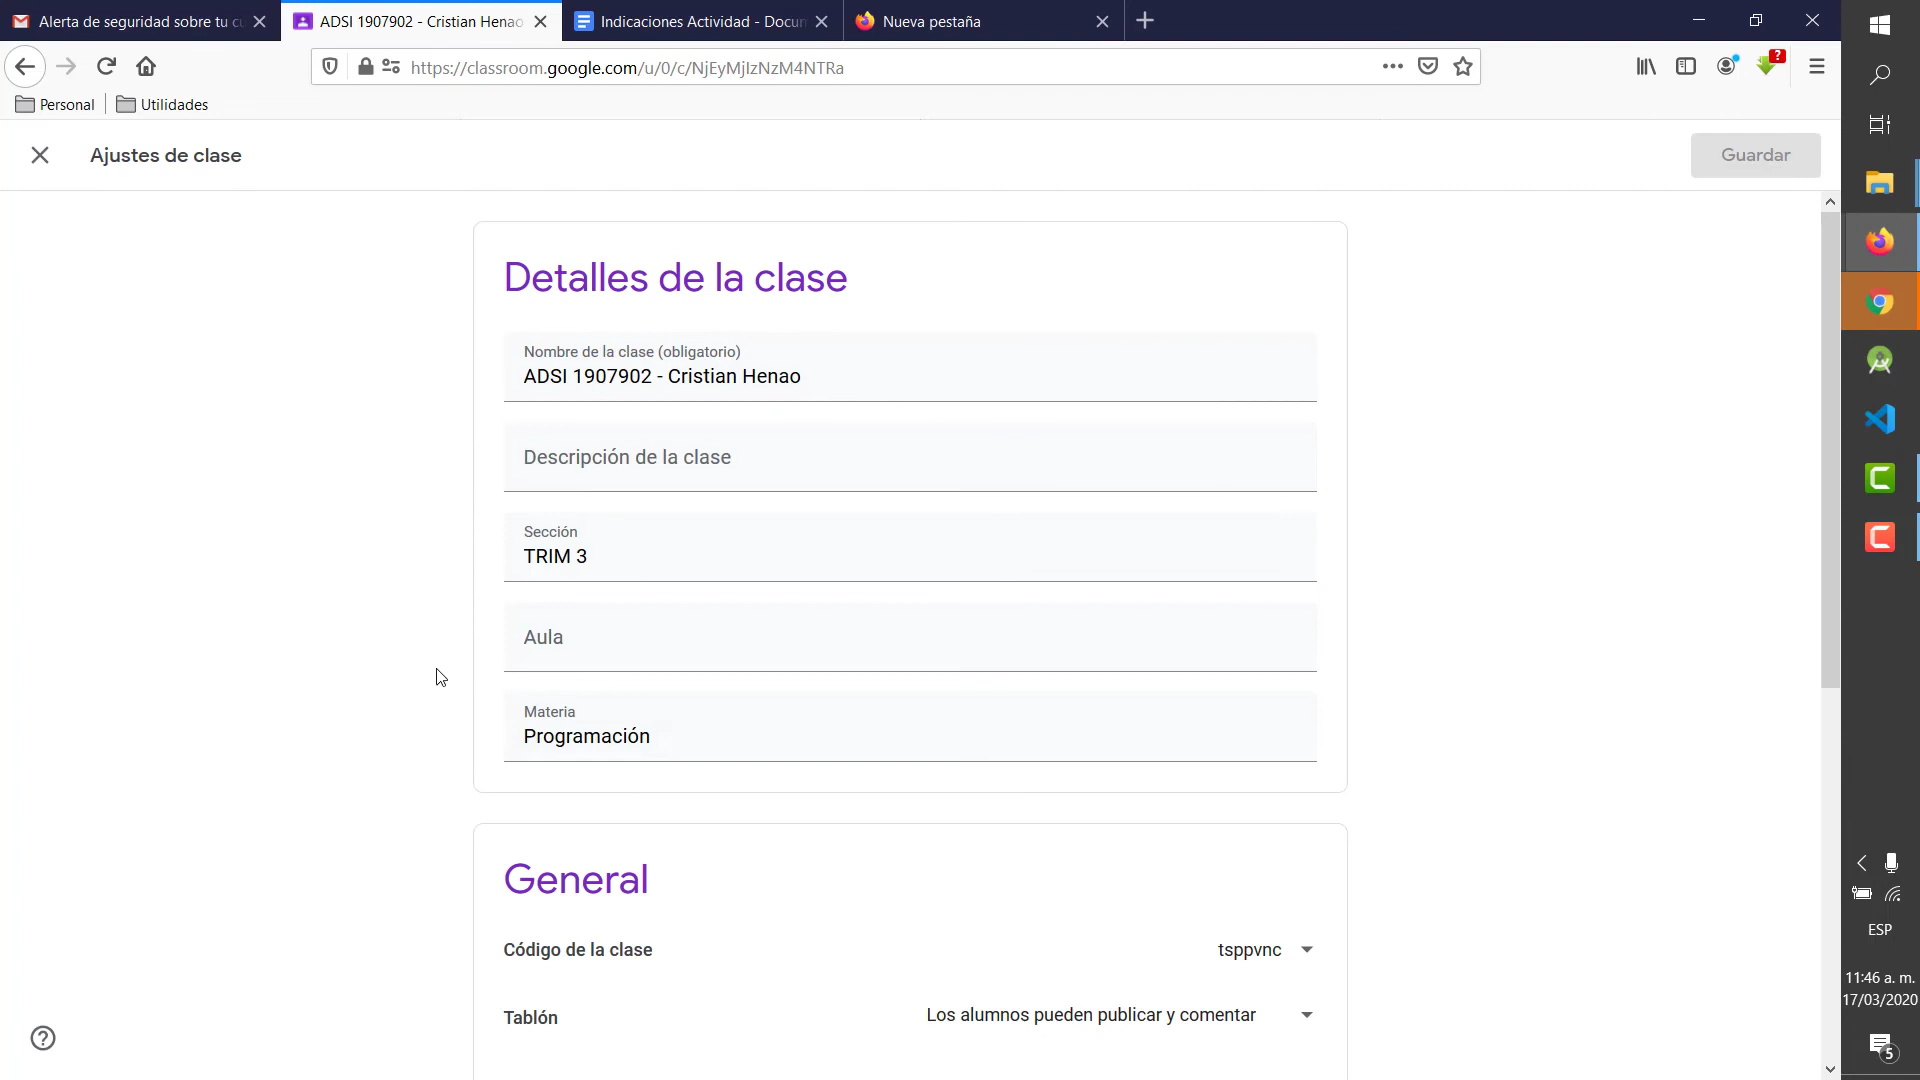 Alerta de seguridad sobre tu cu
ADSI 1907902 - Cristian Henao
Indicaciones Actividad - Docum
Nueva pestaña
https://classroom.google.com/u/0/c/NjEyMjIzNzM4NTRa
Personal
Utilidades
Ajustes de clase
Guardar
Detalles de la clase
Nombre de la clase (obligatorio)
ADSI 1907902 - Cristian Henao
Descripción de la clase
Sección
TRIM 3
Aula
Materia
Programación
General
Código de la clase
tsppvnc
Tablón
Los alumnos pueden publicar y comentar
ESP
11:46 a. m.
17/03/2020
5